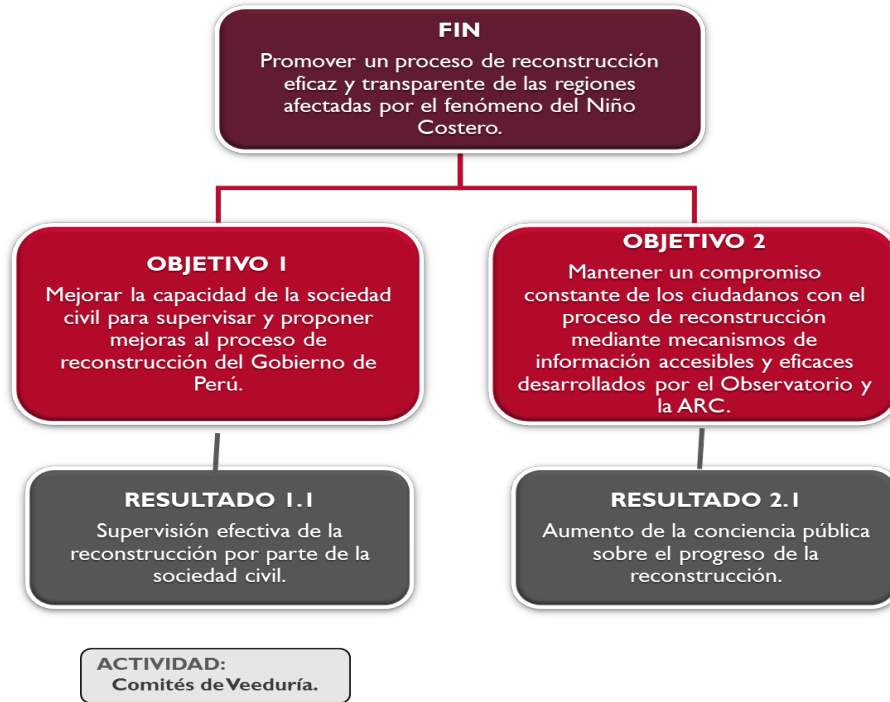 FIN
Promover un proceso de reconstrucción
eficaz y transparente de las regiones
afectadas por el fenómeno del Niño
Costero.
OBJETIVO 1
Mejorar la capacidad de la sociedad
civil para supervisar y proponer
mejoras al proceso de
reconstrucción del Gobierno de
Perú.
OBJETIVO 2
Mantener un compromiso
constante de los ciudadanos con el
proceso de reconstrucción
mediante mecanismos de
información accesibles y eficaces
desarrollados por el Observatorio y
la ARC.
RESULTADO 1.1
Supervisión efectiva de la
reconstrucción por parte de la
sociedad civil.
RESULTADO 2.1
Aumento de la conciencia pública
sobre el progreso de la
reconstrucción.
ACTIVIDAD:
Comités de Veeduría.